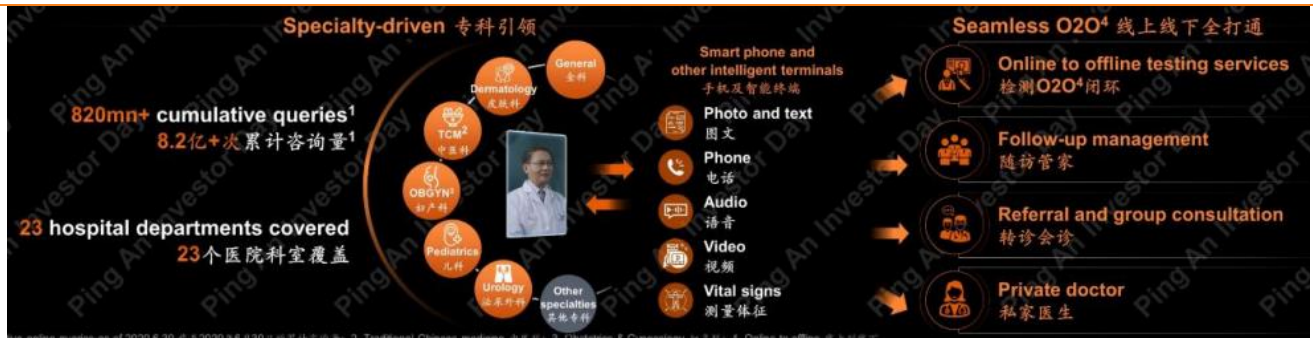 Specialty-driven 专科引领
820mn+ cumulative queries¹
8.2亿+次累计咨询量¹
23 hospital departments covered
23个医院科室覆盖
General
全科
Dermatology
皮肤科
TCM²
中医科
OBGYN³
妇产科
Pediatrics
儿科
Urology
泌尿外科
Other
specialties
其他专科
Smart phone and
other intelligent terminals
手机及智能终端
Photo and text
图文
Phone
电话
Audio
语音
Video
视频
Vital signs
测量体征
Seamless O2O⁴ 线上线下全打通
Online to offline testing services
检测O2O⁴闭环
Follow-up management
随访管家
Referral and group consultation
转诊会诊
Private doctor
私家医生
Ping An Investor Day